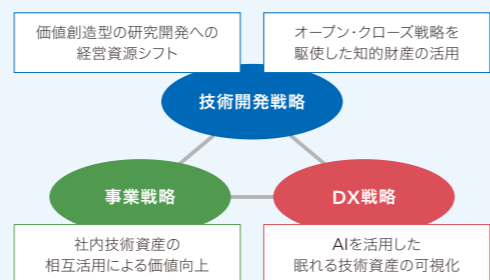 価値創造型の研究開発への
経営資源シフト
オープン・クローズ戦略を
駆使した知的財産の活用
技術開発戦略
事業戦略
DX戦略
社内技術資産の
相互活用による価値向上
AIを活用した
眠れる技術資産の可視化